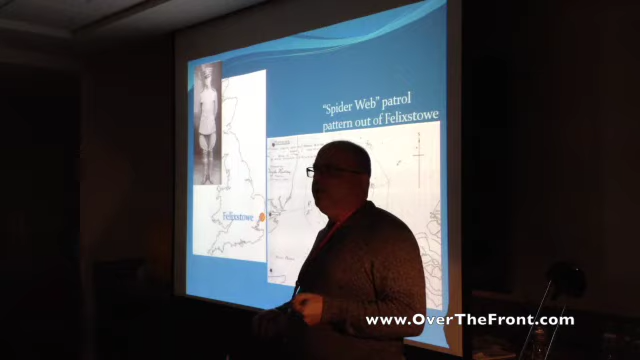 "Spider Web" patrol
pattern out of Felixstowe
Felixstowe
www.OverTheFront.com